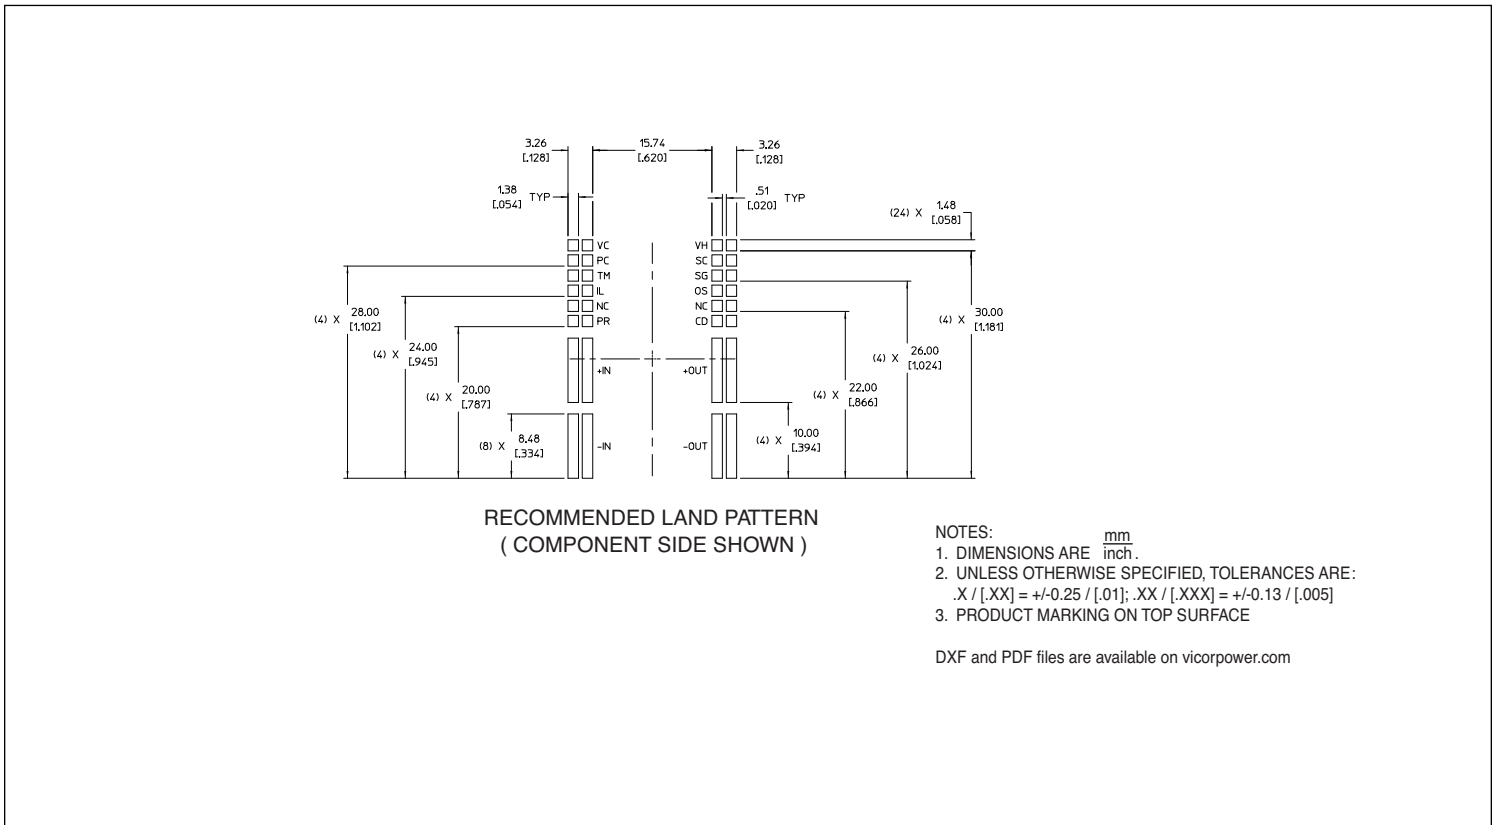 3.26 15.74 3.26
[.128] [.620] [.128]
1.38 TYP .51 TYP
[.054] [.020]
(24) X 1.48
[.058]
VC VH
PC SC
TM SG
IL OS
NC NC
PR CD
(4) X 28.00
[1.102]
(4) X 30.00
[1.181]
(4) X 24.00
[.945]
(4) X 26.00
[1.024]
+IN +OUT
(4) X 20.00
[.787]
(4) X 22.00
[.866]
(8) X 8.48
[.334]
-IN -OUT
(4) X 10.00
[.394]
RECOMMENDED LAND PATTERN
( COMPONENT SIDE SHOWN )
NOTES:
1. DIMENSIONS ARE mm
inch .
2. UNLESS OTHERWISE SPECIFIED, TOLERANCES ARE:
.X / [.XX] = +/-0.25 / [.01]; .XX / [.XXX] = +/-0.13 / [.005]
3. PRODUCT MARKING ON TOP SURFACE
DXF and PDF files are available on vicorpower.com